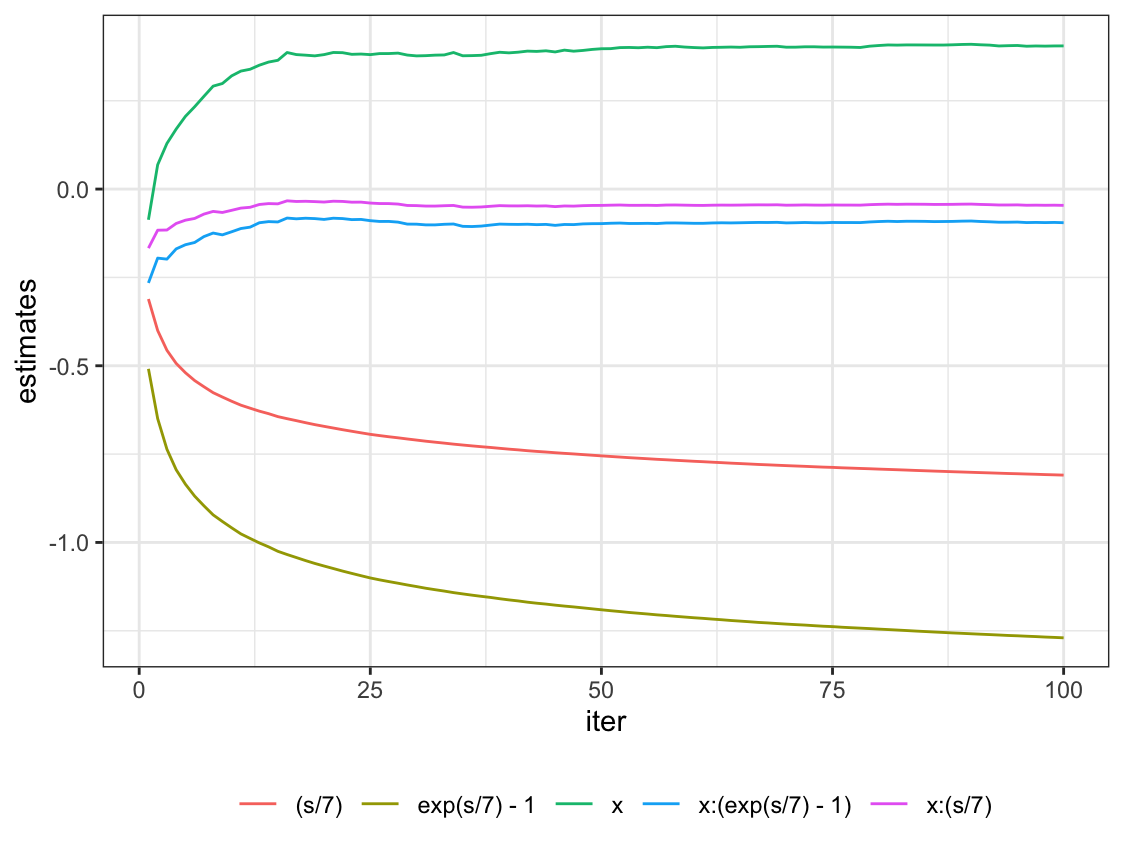 estimates
0.0
-0.5
-1.0
0 25 50 75 100
iter
(s/7) exp(s/7) - 1 x x:(exp(s/7) - 1) x:(s/7)